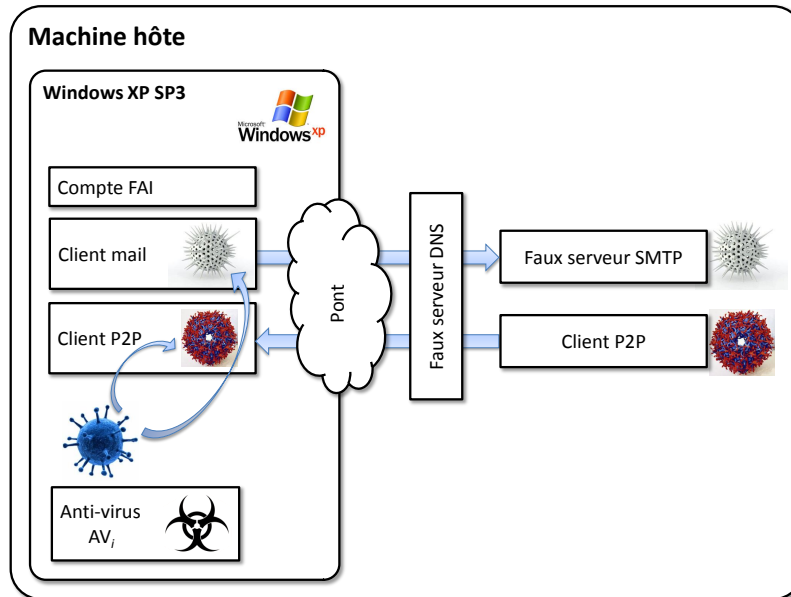 Machine hôte
Windows XP SP3
Microsoft
Windows xp
Compte FAI
Client mail
Client P2P
Anti-virus
AVi
Pont
Faux serveur DNS
Faux serveur SMTP
Client P2P